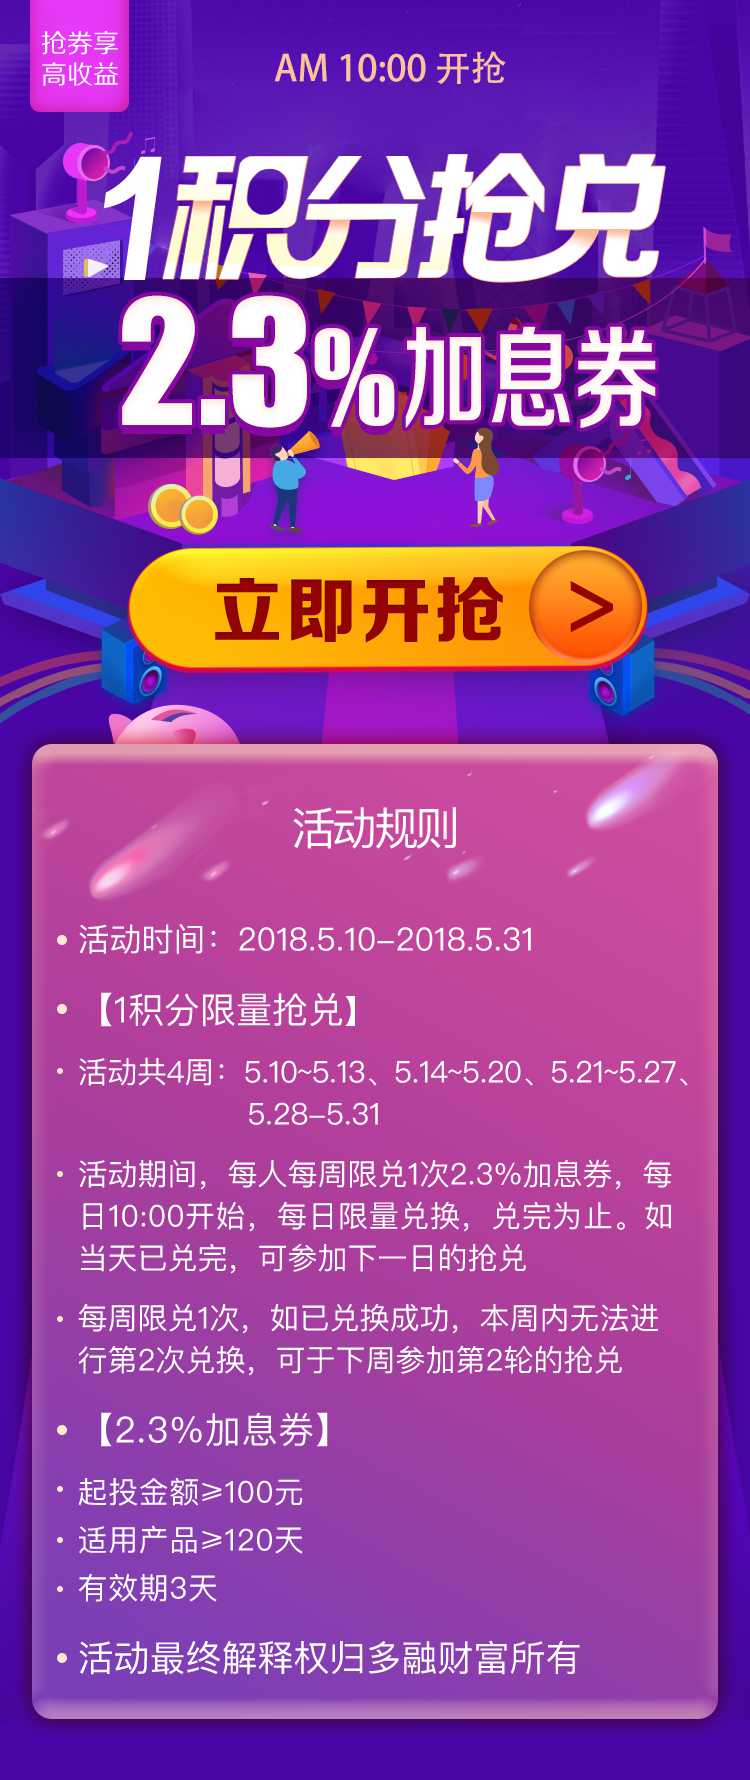 抢券享
高收益
AM 10:00 开抢
1积分抢兑
2.3%加息券
立即开抢 >
活动规则
• 活动时间：2018.5.10-2018.5.31
• 【1积分限量抢兑】
• 活动共4周：5.10~5.13、5.14~5.20、5.21~5.27、
5.28-5.31
• 活动期间，每人每周限兑1次2.3%加息券，每
日10:00开始，每日限量兑换，兑完为止。如
当天已兑完，可参加下一日的抢兑
• 每周限兑1次，如已兑换成功，本周内无法进
行第2次兑换，可于下周参加第2轮的抢兑
• 【2.3%加息券】
• 起投金额⩾100元
• 适用产品⩾120天
• 有效期3天
• 活动最终解释权归多融财富所有